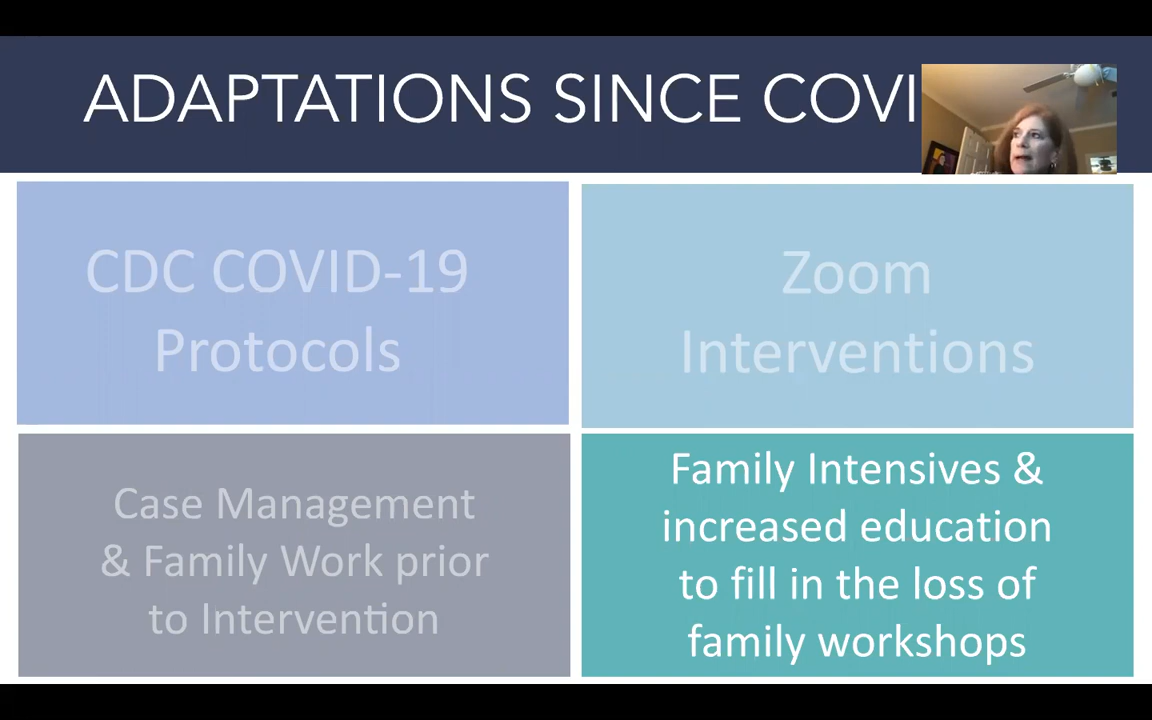 ADAPTATIONS SINCE COVI
CDC COVID-19
Protocols
Zoom
Interventions
Case Management
& Family Work prior
to Intervention
Family Intensives &
increased education
to fill in the loss of
family workshops